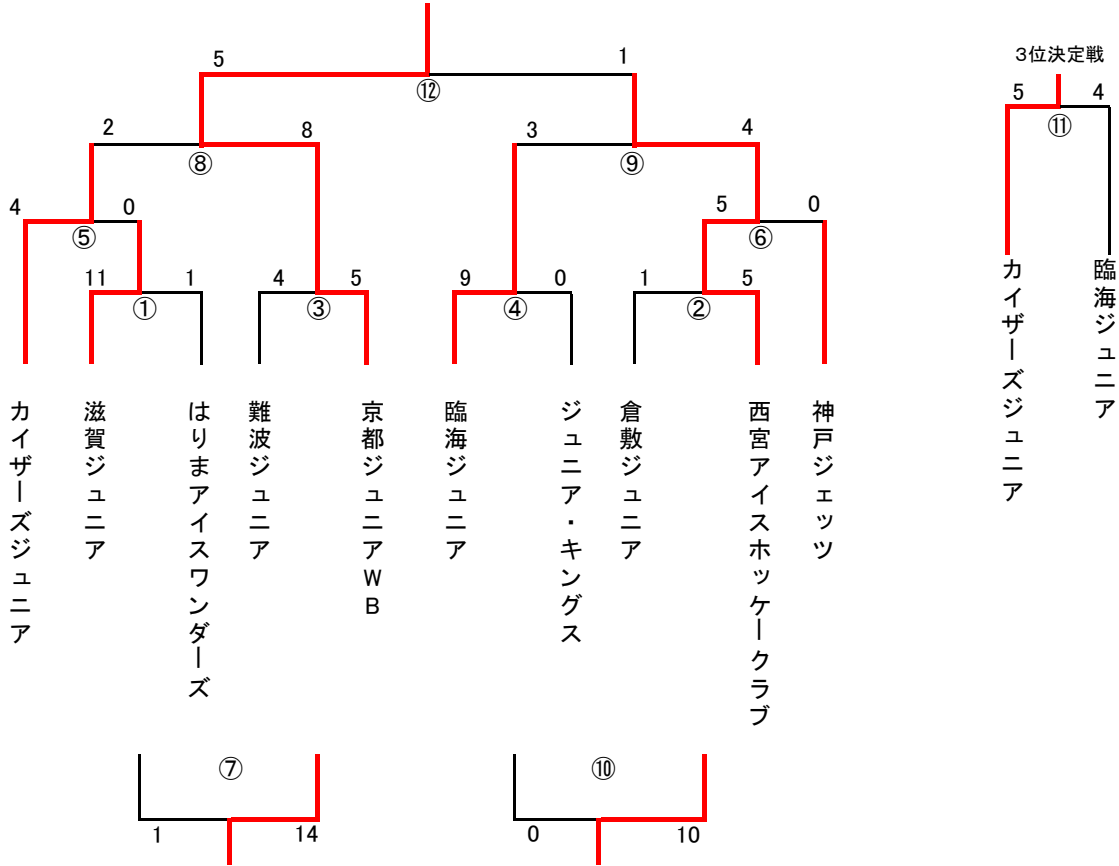 5 1
⑫
2 8 3 4
⑧ ⑨
4 0 5 0
⑤ ⑥
11 1 4 5 9 0 1 5
① ③ ④ ②
カイザーズジュニア
滋賀ジュニア
はりまアイスワンダーズ
難波ジュニア
京都ジュニアWB
臨海ジュニア
ジュニア・キングス
倉敷ジュニア
西宮アイスホッケークラブ
神戸ジェッツ
⑦ ⑩
1 14 0 10
3位決定戦
5 4
⑪
カイザーズジュニア
臨海ジュニア